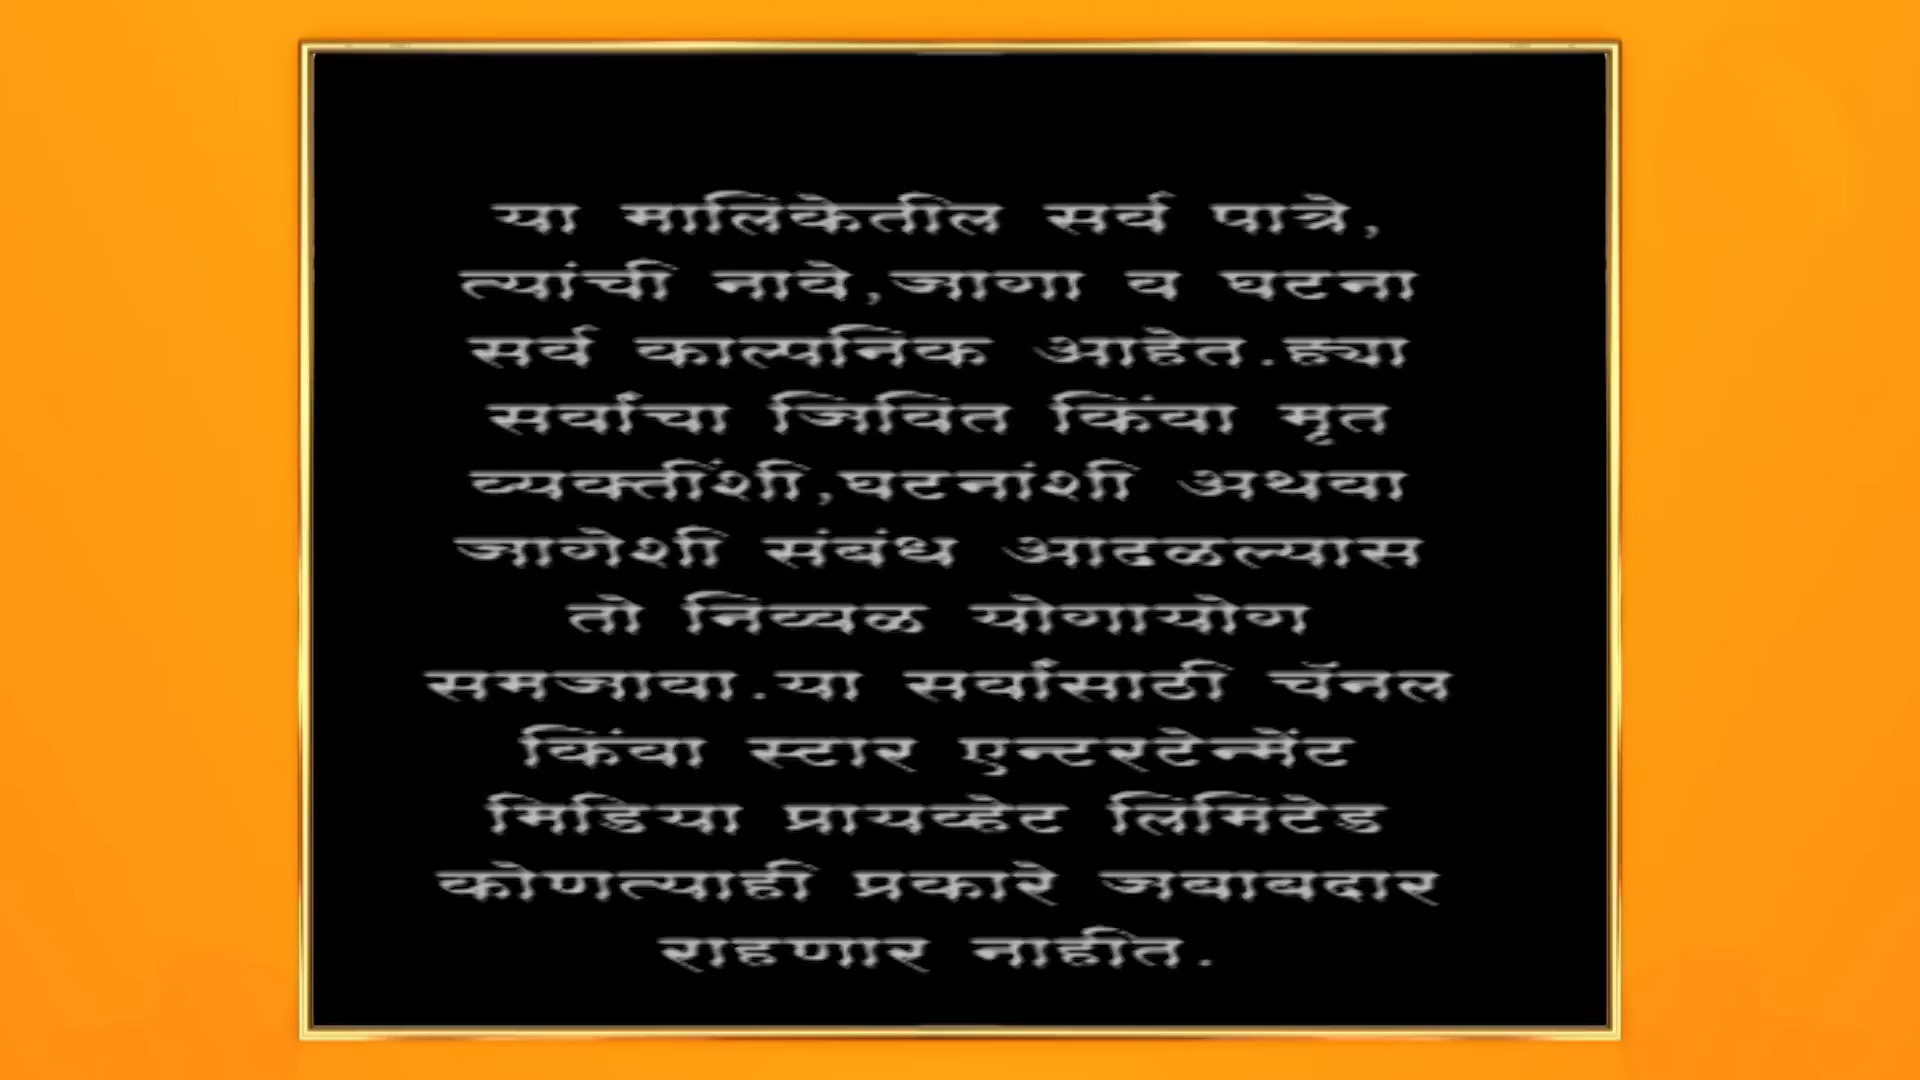 या मालिकेतील सर्व पात्रे,
त्यांची नावे,जागा व घटना
सर्व काल्पनिक आहेत.ह्या
सर्वांचा जिवित किंवा मृत
व्यक्तींशी,घटनांशी अथवा
जागेशी संबंध आढळल्यास
तो निव्वळ योगायोग
समजावा.या सर्वांसाठी चॅनल
किंवा स्टार एन्टरटेन्मेंट
मिडिया प्रायव्हेट लिमिटेड
कोणत्याही प्रकारे जबाबदार
राहणार नाहीत.